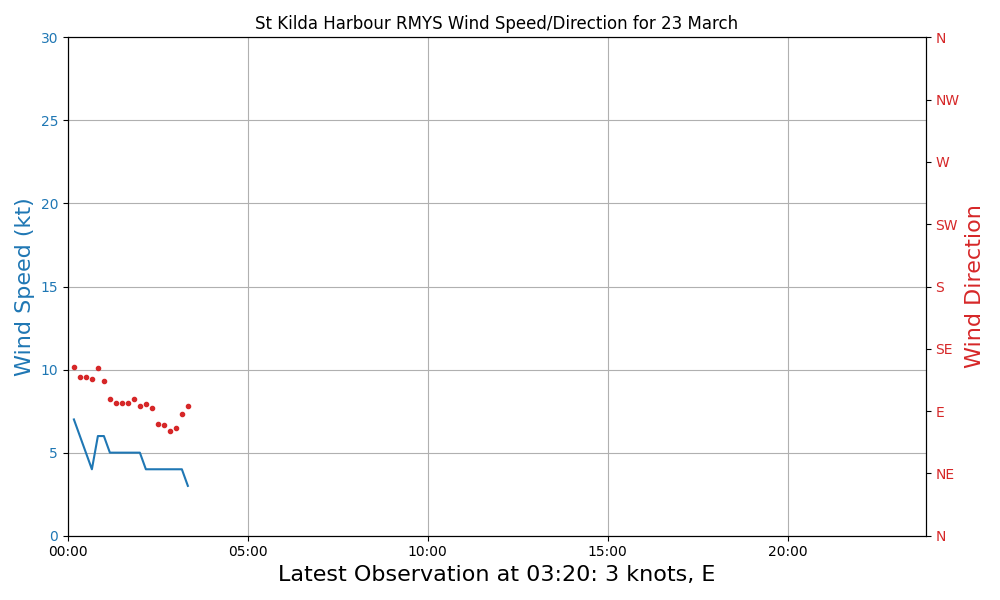 St Kilda Harbour RMYS Wind Speed/Direction for 23 March
Wind Speed (kt)
30
25
20
15
10
5
0
00:00
05:00
10:00
15:00
20:00
N
NW
W
SW
S
SE
E
NE
N
Wind Direction
Latest Observation at 03:20: 3 knots, E